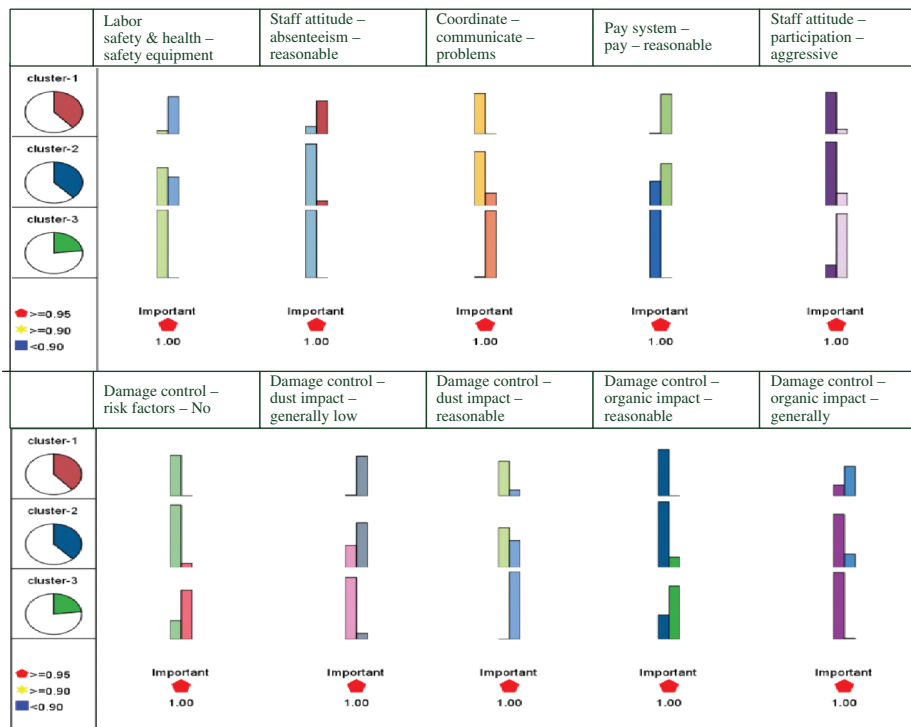 Labor
safety & health –
safety equipment
Staff attitude –
absenteeism –
reasonable
Coordinate –
communicate –
problems
Pay system –
pay – reasonable
Staff attitude –
participation –
aggressive
cluster-1
cluster-2
cluster-3
>=0.95
>=0.90
<0.90
Important
1.00
Important
1.00
Important
1.00
Important
1.00
Important
1.00
Damage control –
risk factors – No
Damage control –
dust impact –
generally low
Damage control –
dust impact –
reasonable
Damage control –
organic impact –
reasonable
Damage control –
organic impact –
generally
cluster-1
cluster-2
cluster-3
>=0.95
>=0.90
<0.90
Important
1.00
Important
1.00
Important
1.00
Important
1.00
Important
1.00